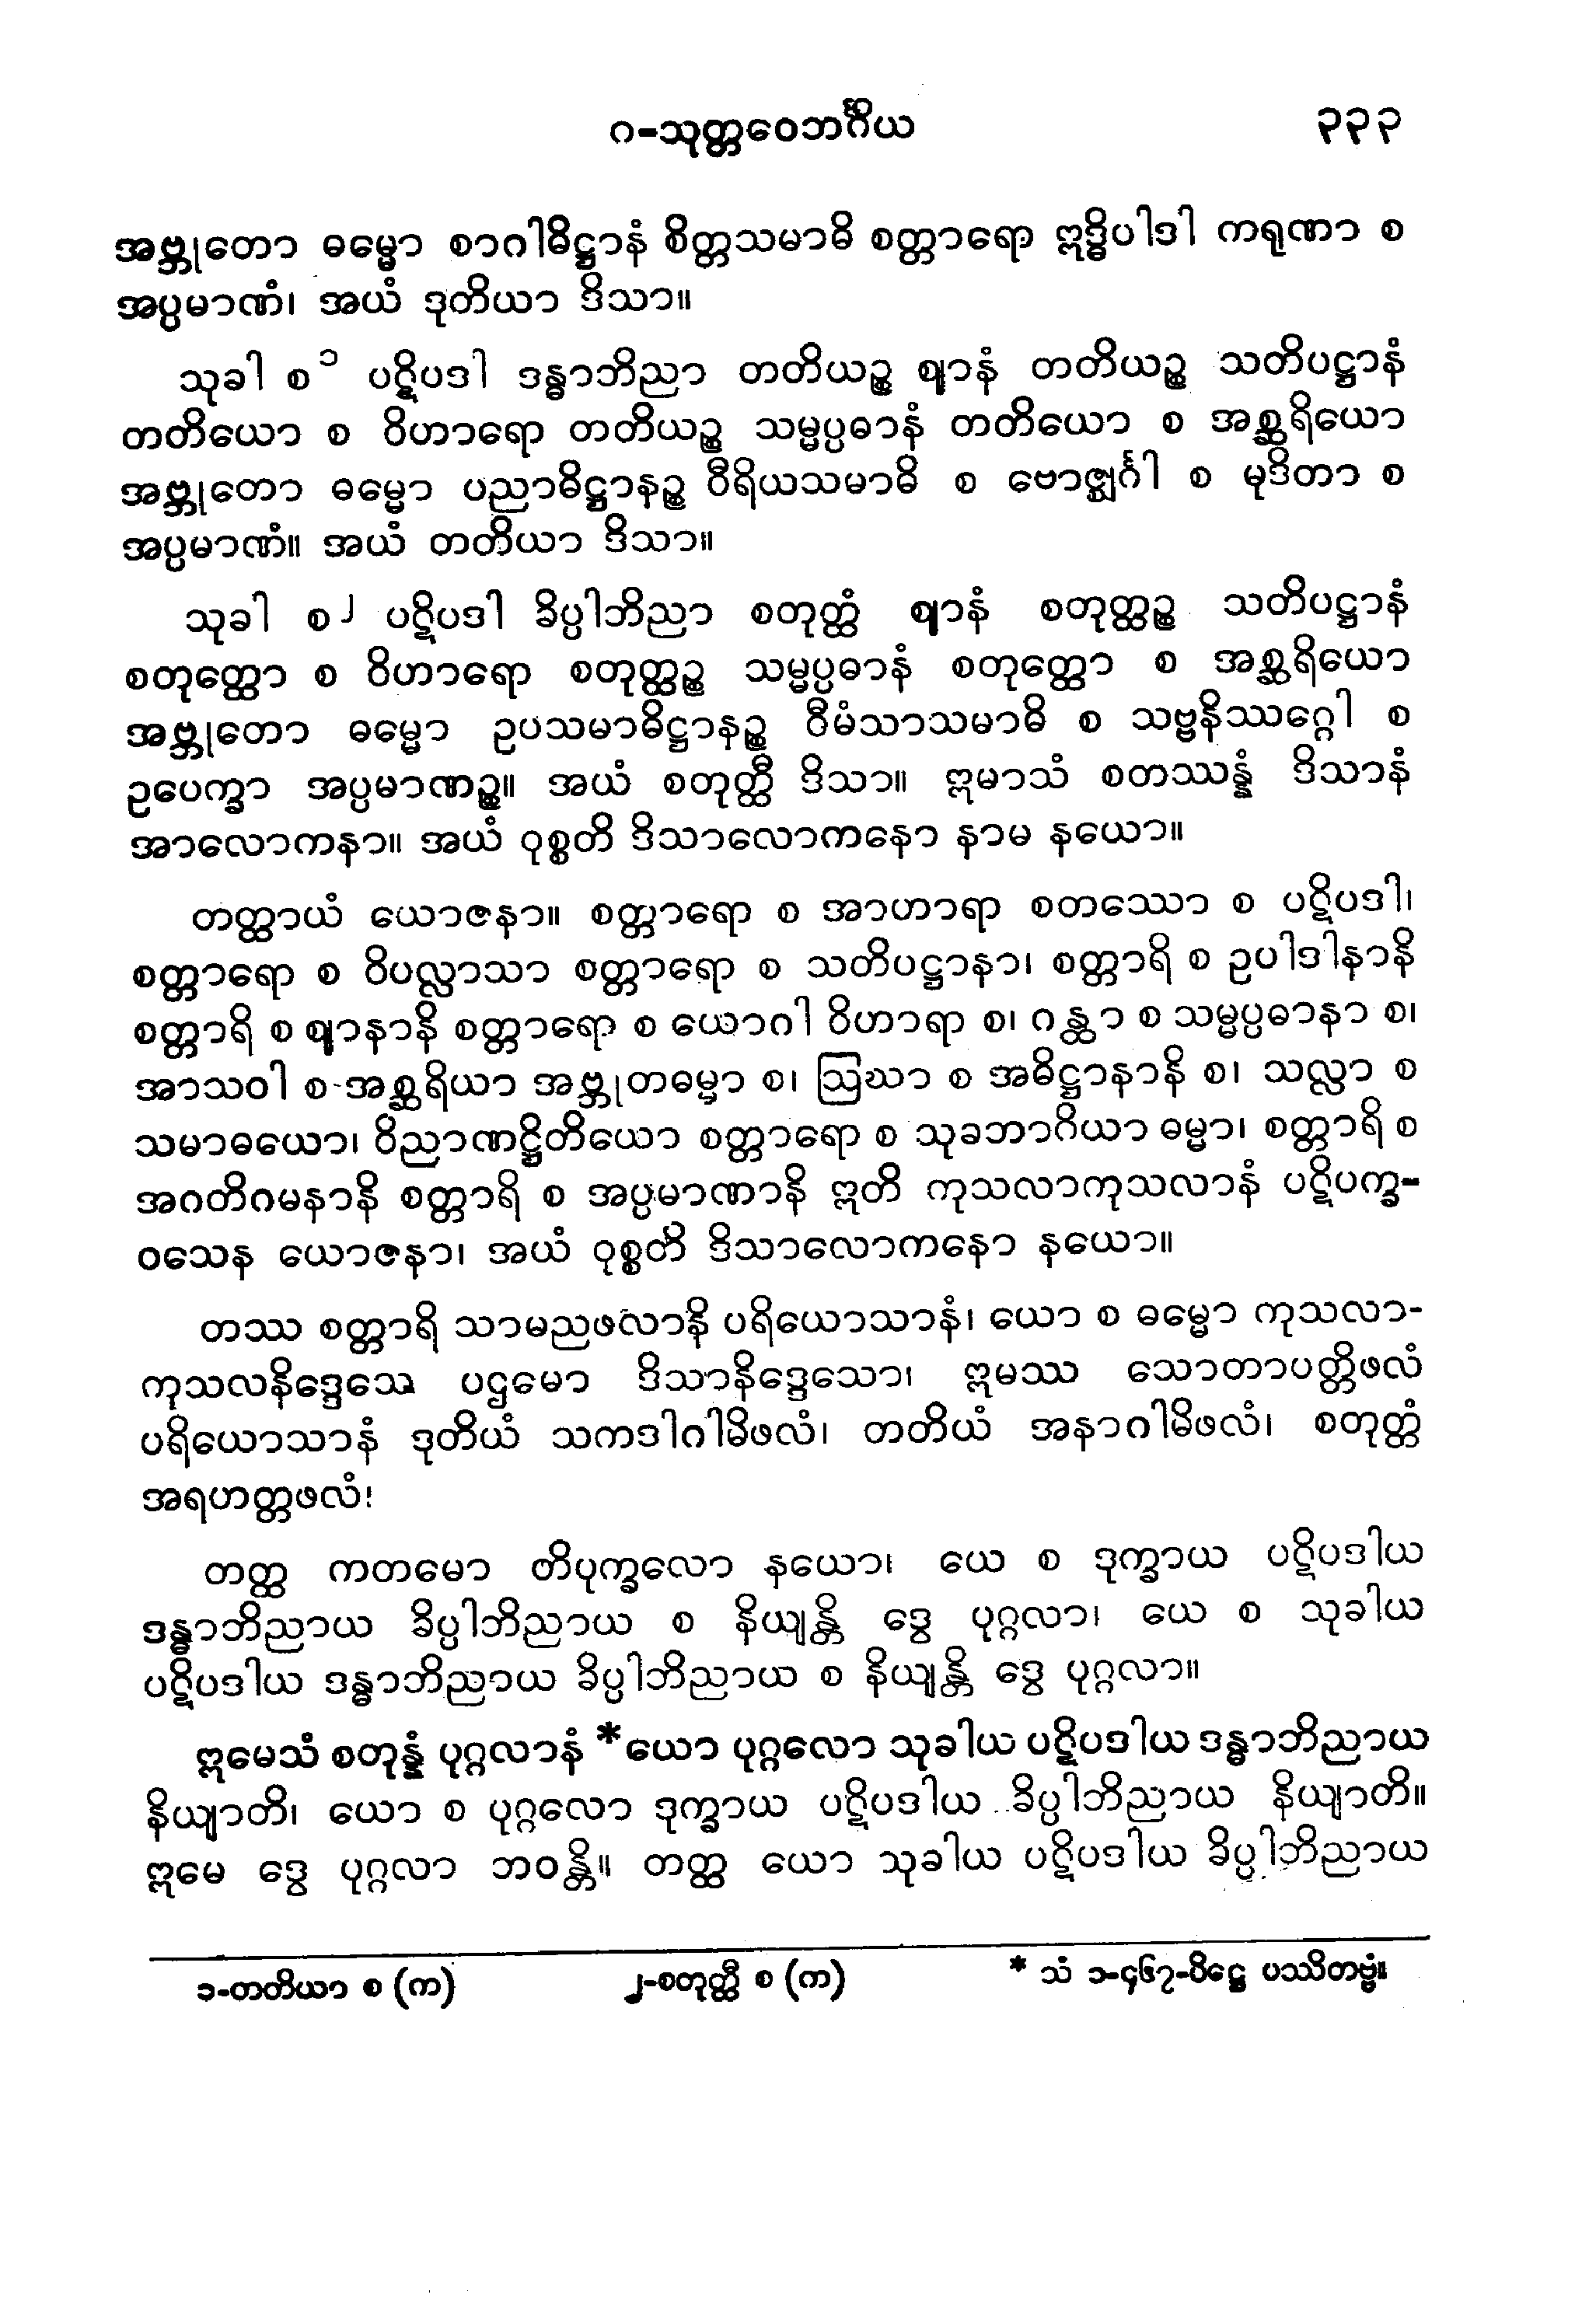 ဂ-သုတ္တဝေဘင်္ဂိယ ၃၃၃
အဗ္ဘုတော ဓမ္မော စာဂါဓိဋ္ဌာနံ စိတ္တသမာဓိ စတ္တာရော ဣဒ္ဓိပါဒါ ကရုဏာ စ
အပ္ပမာဏံ၊ အယံ ဒုတိယာ ဒိသာ။
သုခါ စ ၁ ပဋိပဒါ ဒန္ဓာဘိညာ တတိယဉ္စ ဈာနံ တတိယဉ္စ သတိပဋ္ဌာနံ
တတိယော စ ဝိဟာရော တတိယဉ္စ သမ္မပ္ပဓာနံ တတိယော စ အစ္ဆရိယော
အဗ္ဘုတော ဓမ္မော ပညာဓိဋ္ဌာနဉ္စ ဝီရိယသမာဓိ စ ဗောဇ္ဈင်္ဂါ စ မုဒိတာ စ
အပ္ပမာဏံ။ အယံ တတိယာ ဒိသာ။
သုခါ စ ၂ ပဋိပဒါ ခိပ္ပါဘိညာ စတုတ္ထံ ဈာနံ စတုတ္ထဉ္စ သတိပဋ္ဌာနံ
စတုတ္ထော စ ဝိဟာရော စတုတ္ထဉ္စ သမ္မပ္ပဓာနံ စတုတ္ထော စ အစ္ဆရိယော
အဗ္ဘုတော ဓမ္မော ဥပသမာဓိဋ္ဌာနဉ္စ ဝီမံသာသမာဓိ စ သဗ္ဗနိဿဂ္ဂေါ စ
ဥပေက္ခာ အပ္ပမာဏဉ္စ။ အယံ စတုတ္ထီ ဒိသာ။ ဣမာသံ စတဿန္နံ ဒိသာနံ
အာလောကနာ။ အယံ ဝုစ္စတိ ဒိသာလောကနော နာမ နယော။
တတ္ထာယံ ယောဇနာ။ စတ္တာရော စ အာဟာရာ စတဿော စ ပဋိပဒါ၊
စတ္တာရော စ ဝိပလ္လာသာ စတ္တာရော စ သတိပဋ္ဌာနာ၊ စတ္တာရိ စ ဥပါဒါနာနိ
စတ္တာရိ စ ဈာနာနိ စတ္တာရော စ ယောဂါ ဝိဟာရာ စ၊ ဂန္ထာ စ သမ္မပ္ပဓာနာ စ၊
အာသဝါ စ အစ္ဆရိယာ အဗ္ဘုတဓမ္မာ စ၊ ဩဃာ စ အဓိဋ္ဌာနာနိ စ၊ သလ္လာ စ
သမာဓယော၊ ဝိညာဏဋ္ဌိတိယော စတ္တာရော စ သုခဘာဂိယာ ဓမ္မာ၊ စတ္တာရိ စ
အဂတိဂမနာနိ စတ္တာရိ စ အပ္ပမာဏာနိ ဣတိ ကုသလာကုသလာနံ ပဋိပက္ခ-
ဝသေန ယောဇနာ၊ အယံ ဝုစ္စတိ ဒိသာလောကနော နယော။
တဿ စတ္တာရိ သာမညဖလာနိ ပရိယောသာနံ၊ ယော စ ဓမ္မော ကုသလာ-
ကုသလနိဒ္ဒေသေ ပဌမော ဒိသာနိဒ္ဒေသော၊ ဣမဿ သောတာပတ္တိဖလံ
ပရိယောသာနံ ဒုတိယံ သကဒါဂါမိဖလံ၊ တတိယံ အနာဂါမိဖလံ၊ စတုတ္ထံ
အရဟတ္တဖလံ၊
တတ္ထ ကတမော တိပုက္ခလော နယော၊ ယေ စ ဒုက္ခာယ ပဋိပဒါယ
ဒန္ဓာဘိညာယ ခိပ္ပါဘိညာယ စ နိယျန္တိ ဒွေ ပုဂ္ဂလာ၊ ယေ စ သုခါယ
ပဋိပဒါယ ဒန္ဓာဘိညာယ ခိပ္ပါဘိညာယ စ နိယျန္တိ ဒွေ ပုဂ္ဂလာ။
ဣမေသံ စတုန္နံ ပုဂ္ဂလာနံ *ယော ပုဂ္ဂလော သုခါယ ပဋိပဒါယ ဒန္ဓာဘိညာယ
နိယျာတိ၊ ယော စ ပုဂ္ဂလော ဒုက္ခာယ ပဋိပဒါယ ခိပ္ပါဘိညာယ နိယျာတိ။
ဣမေ ဒွေ ပုဂ္ဂလာ ဘဝန္တိ။ တတ္ထ ယော သုခါယ ပဋိပဒါယ ခိပ္ပါဘိညာယ
၁-တတိယာ စ (က) ၂-စတုတ္ထီ စ (က) * သံ ၁-၄၆၇-ပိဋ္ဌေ ပဿိတဗ္ဗံ။